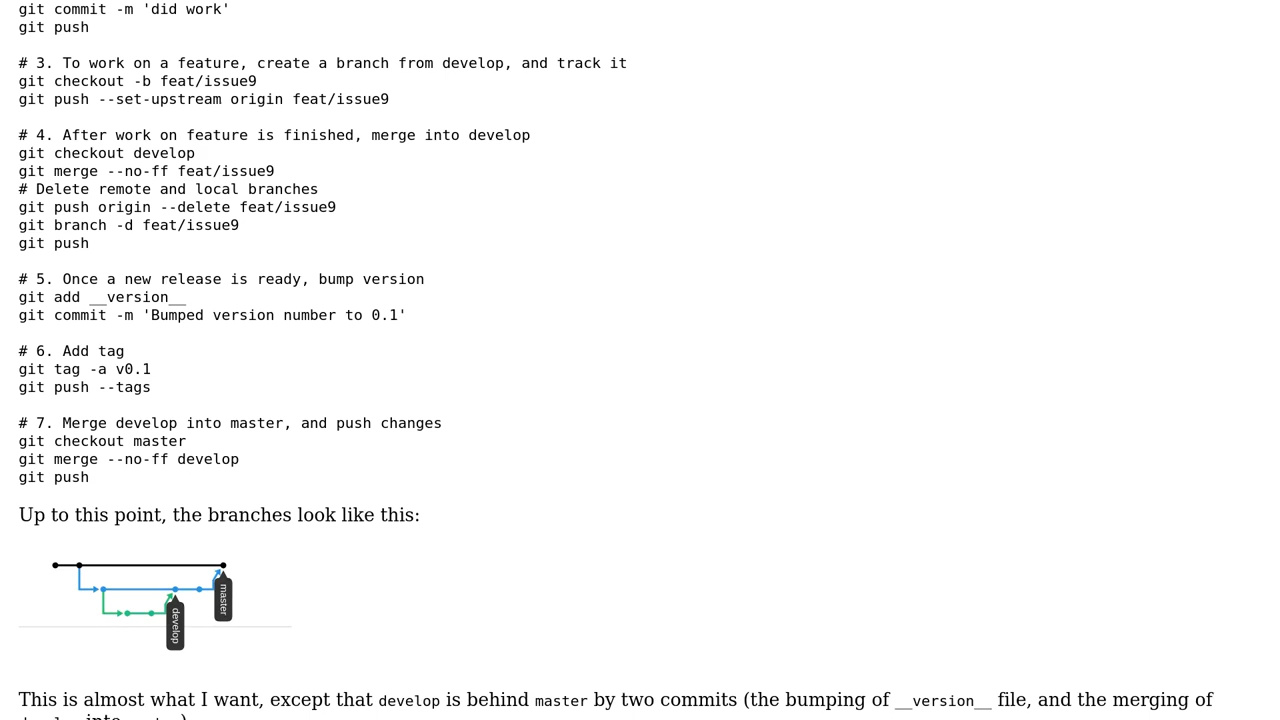 git commit -m 'did work'
git push
# 3. To work on a feature, create a branch from develop, and track it
git checkout -b feat/issue9
git push --set-upstream origin feat/issue9
# 4. After work on feature is finished, merge into develop
git checkout develop
git merge --no-ff feat/issue9
# Delete remote and local branches
git push origin --delete feat/issue9
git branch -d feat/issue9
git push
# 5. Once a new release is ready, bump version
git add __version__
git commit -m 'Bumped version number to 0.1'
# 6. Add tag
git tag -a v0.1
git push --tags
# 7. Merge develop into master, and push changes
git checkout master
git merge --no-ff develop
git push
Up to this point, the branches look like this:
master
develop
This is almost what I want, except that develop is behind master by two commits (the bumping of __version__ file, and the merging of